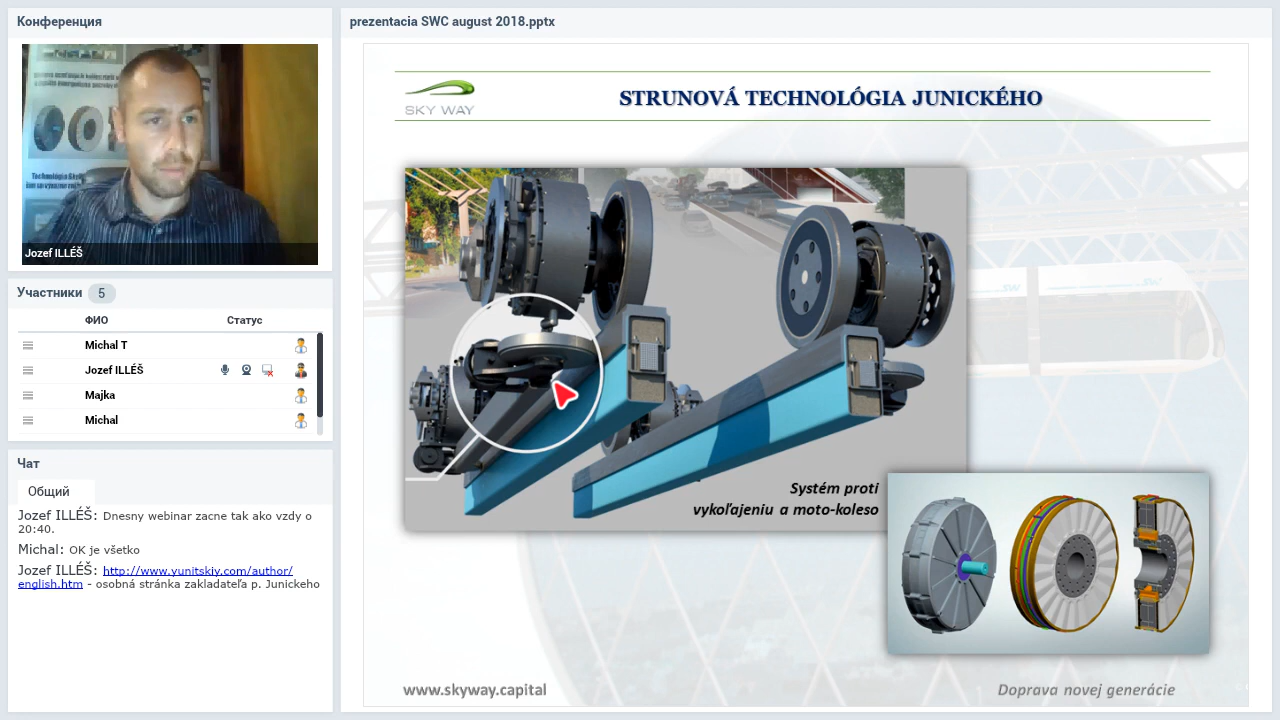 Конференция
Jozef ILLÉŠ
Участники 5
ФИО Статус
Michal T
Jozef ILLÉŠ
Majka
Michal
Чат
Общий
Jozef ILLÉŠ: Dnesny webinar zacne tak ako vzdy o
20:40.
Michal: OK je všetko
Jozef ILLÉŠ: http://www.yunitskiy.com/author/
english.htm - osobná stránka zakladateľa p. Junickeho
prezentacia SWC august 2018.pptx
SKY WAY
STRUNOVÁ TECHNOLÓGIA JUNICKÉHO
SW SW
Systém proti
vykoľajeniu a moto-koleso
www.skyway.capital
Doprava novej generácie